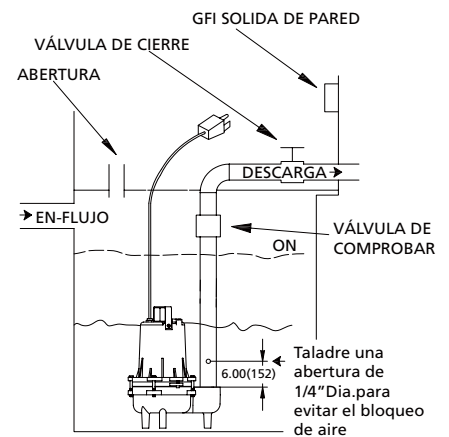 GFI SOLIDA DE PARED
VÁLVULA DE CIERRE
ABERTURA
DESCARGA
EN-FLUJO
VÁLVULA DE
COMPROBAR
ON
6.00(152)
Taladre una
abertura de
1/4”Dia.para
evitar el bloqueo
de aire